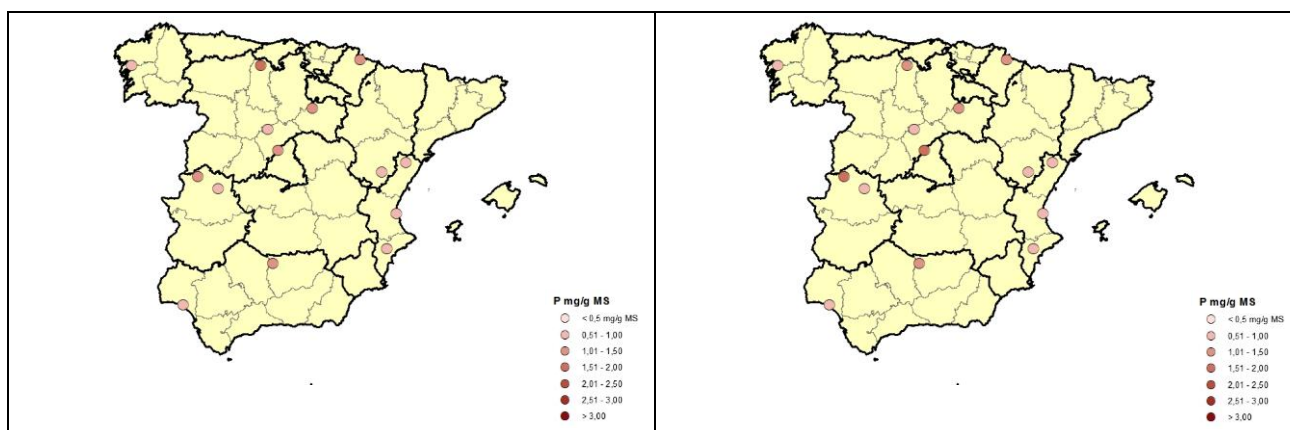 P mg/g MS
< 0,5 mg/g MS
0,51 - 1,00
1,01 - 1,50
1,51 - 2,00
2,01 - 2,50
2,51 - 3,00
> 3,00
P mg/g MS
< 0,5 mg/g MS
0,51 - 1,00
1,01 - 1,50
1,51 - 2,00
2,01 - 2,50
2,51 - 3,00
> 3,00